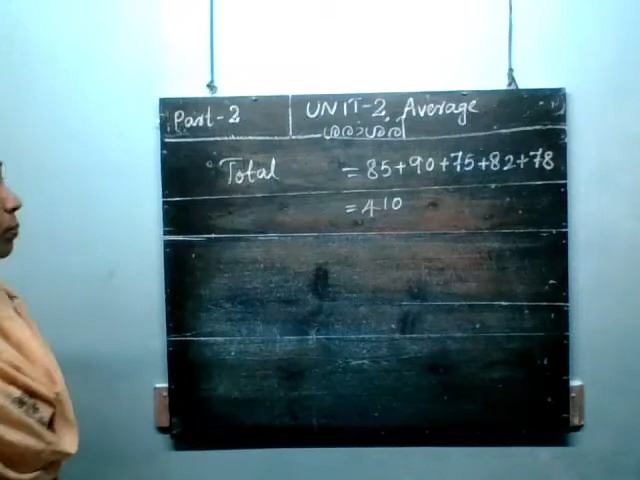 Part-2
UNIT-2, Average
ശരാശരി
Total = 85+90+75+82+78
= 410